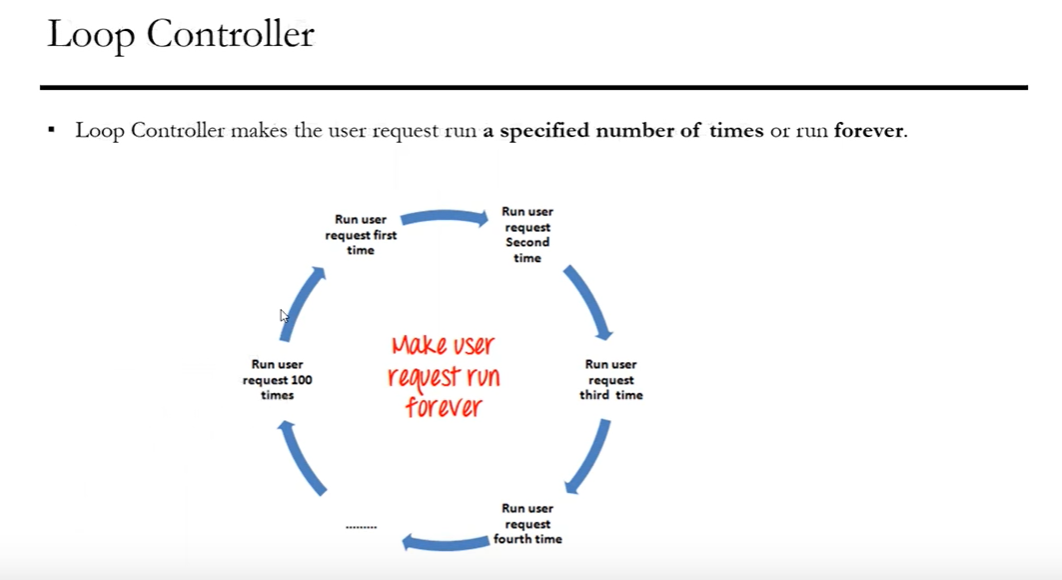 Loop Controller
▪ Loop Controller makes the user request run a specified number of times or run forever.
Run user
request first
time
Run user
request
Second
time
Run user
request
third time
Run user
request
fourth time
.........
Run user
request 100
times
Make user
request run
forever